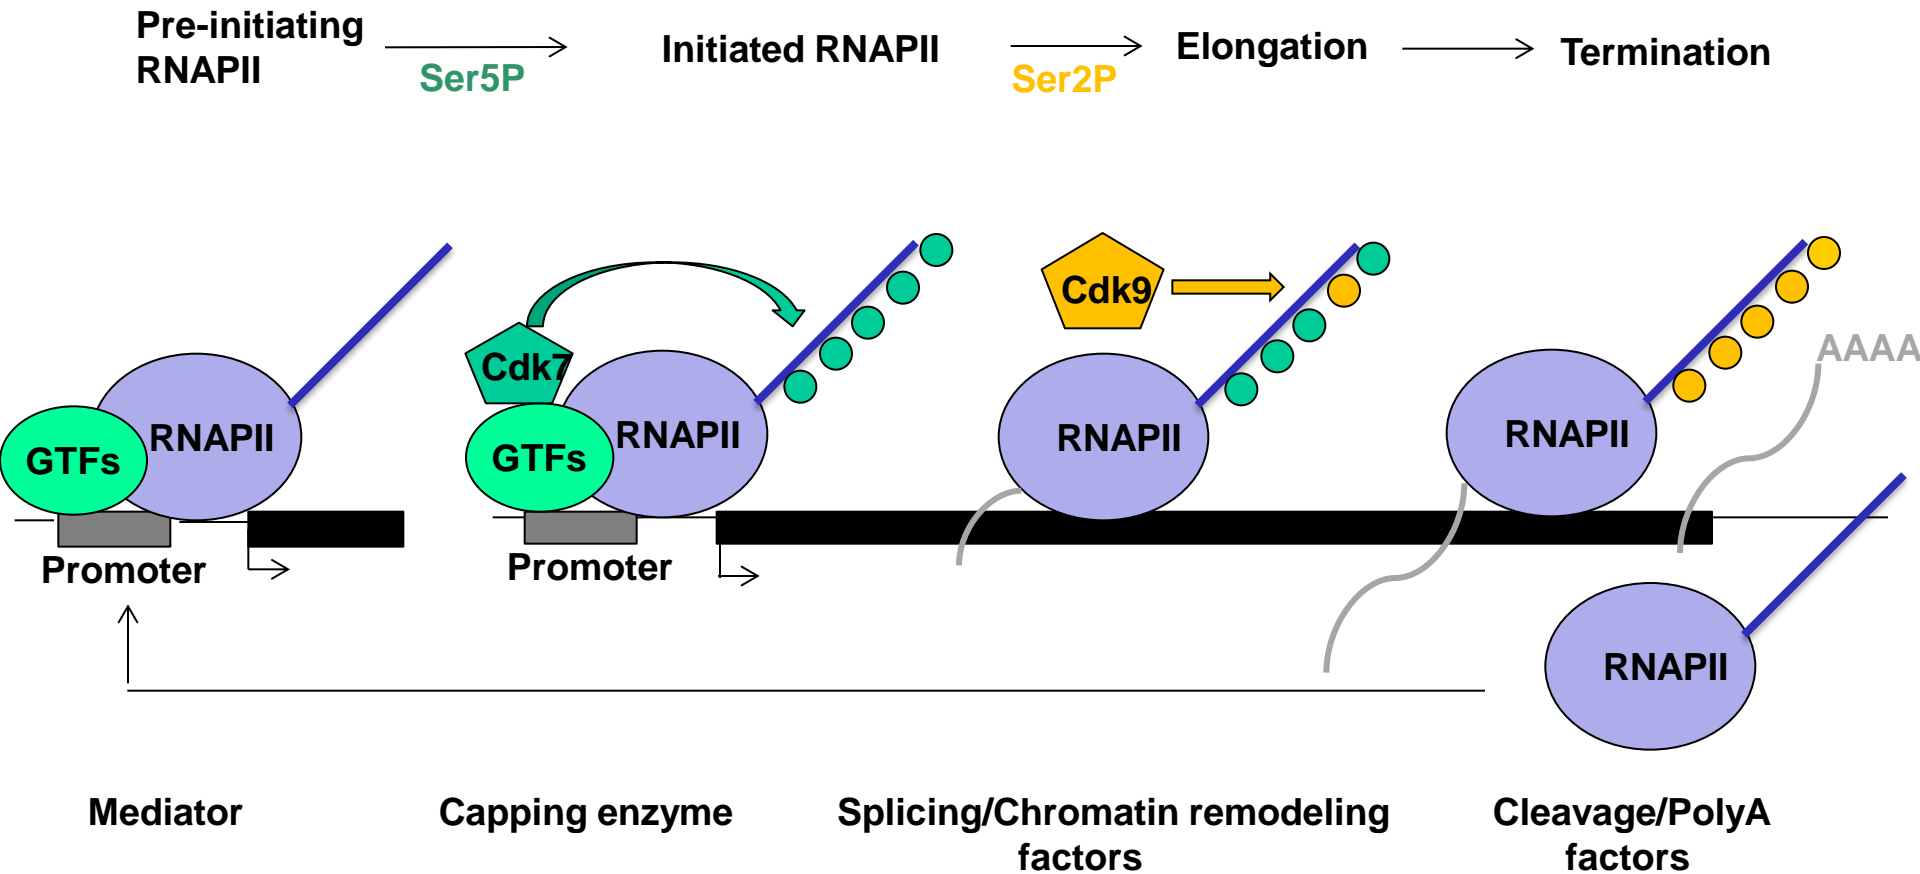 Pre-initiating
RNAPII
Ser5P
Initiated RNAPII
Ser2P
Elongation
Termination
Cdk7
GTFs
RNAPII
Promoter
GTFs
RNAPII
Promoter
Cdk9
RNAPII
RNAPII
AAAA
RNAPII
Mediator
Capping enzyme
Splicing/Chromatin remodeling
factors
Cleavage/PolyA
factors